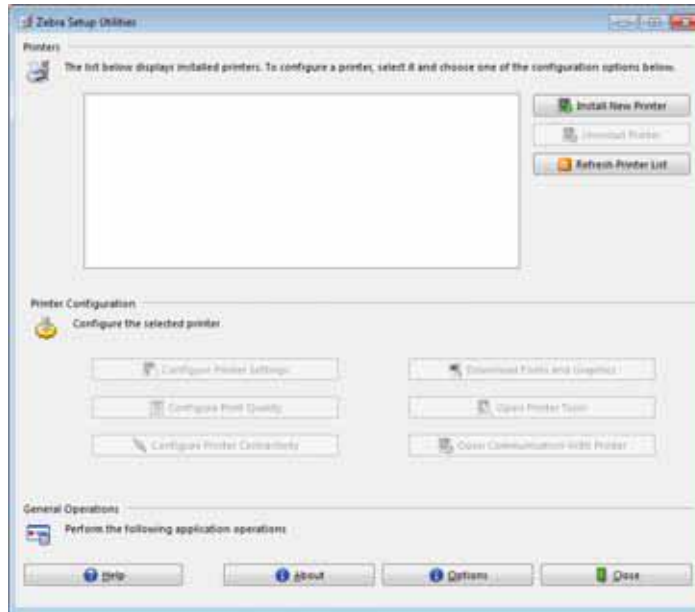 Zebra Setup Utilities
Printers
The list below displays installed printers. To configure a printer, select it and choose one of the configuration options below.
Install New Printer
Uninstall Printer
Refresh Printer List
Printer Configuration
Configure the selected printer
Configure Printer Settings
Download Fonts and Graphics
Configure Print Quality
Open Printer Tools
Configure Printer Connectivity
Open Communication With Printer
General Operations
Perform the following application operations
Help
About
Options
Close